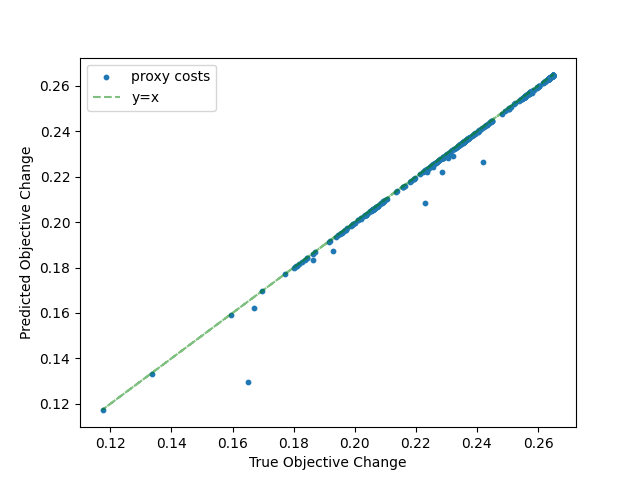 proxy costs
y=x
Predicted Objective Change
0.26
0.24
0.22
0.20
0.18
0.16
0.14
0.12
0.12 0.14 0.16 0.18 0.20 0.22 0.24 0.26
True Objective Change